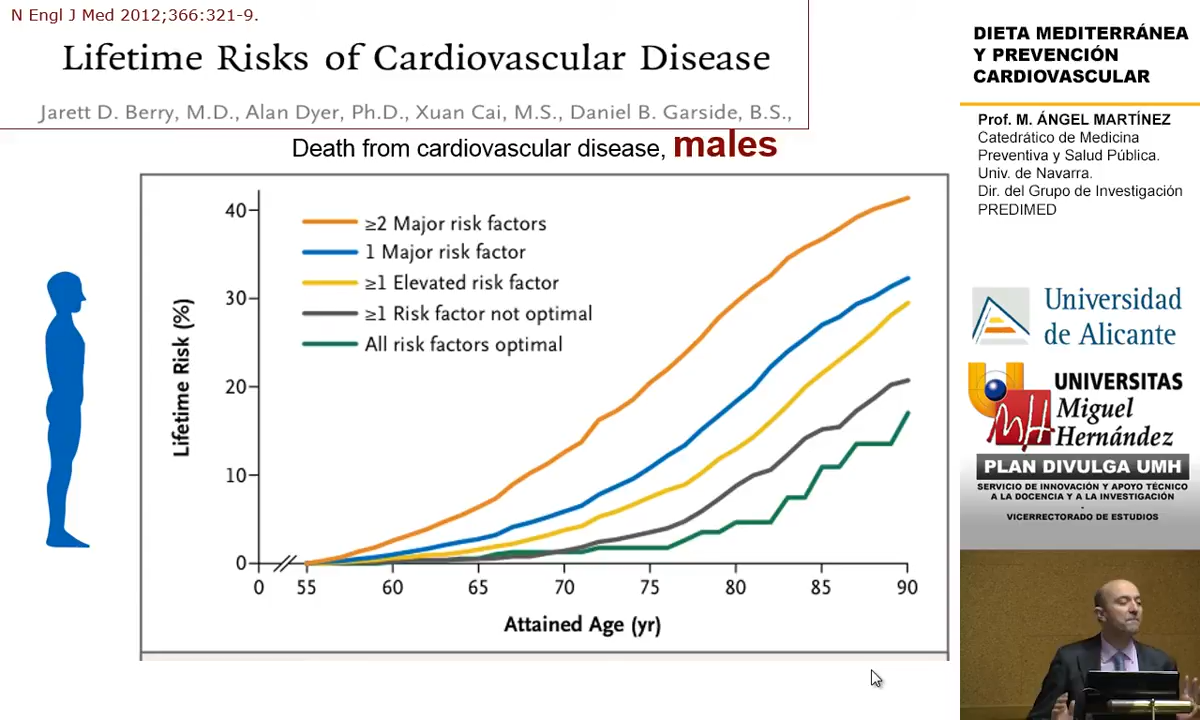 N Engl J Med 2012;366:321-9.
Lifetime Risks of Cardiovascular Disease
Jarett D. Berry, M.D., Alan Dyer, Ph.D., Xuan Cai, M.S., Daniel B. Garside, B.S.,
Death from cardiovascular disease, males
≥2 Major risk factors
1 Major risk factor
≥1 Elevated risk factor
≥1 Risk factor not optimal
All risk factors optimal
Lifetime Risk (%)
40
30
20
10
0
0 55 60 65 70 75 80 85 90
Attained Age (yr)
DIETA MEDITERRÁNEA
Y PREVENCIÓN
CARDIOVASCULAR
Prof. M. ÁNGEL MARTÍNEZ
Catedrático de Medicina
Preventiva y Salud Pública.
Univ. de Navarra.
Dir. del Grupo de Investigación
PREDIMED
Universidad
de Alicante
UNIVERSITAS
Miguel
Hernández
PLAN DIVULGA UMH
SERVICIO DE INNOVACIÓN Y APOYO TÉCNICO
A LA DOCENCIA Y A LA INVESTIGACIÓN
-
VICERRECTORADO DE ESTUDIOS